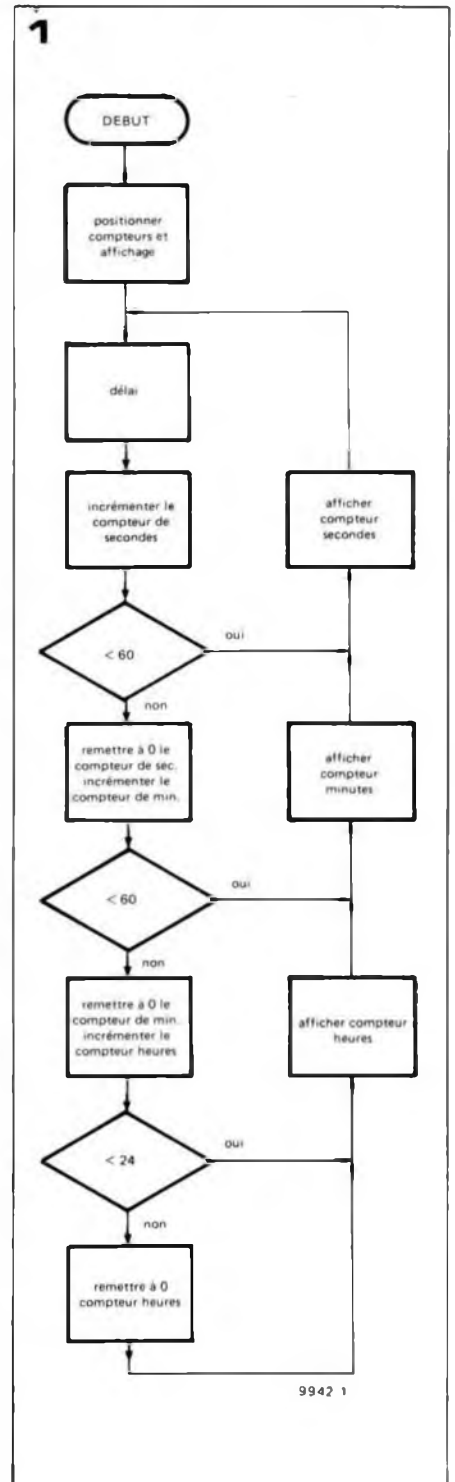 1
DEBUT
positionner
compteurs et
affichage
délai
incrémenter le
compteur de
secondes
afficher
compteur
secondes
< 60
oui
non
remettre à 0 le
compteur de sec.
incrémenter le
compteur de min.
afficher
compteur
minutes
< 60
oui
non
remettre à 0 le
compteur de min.
incrémenter le
compteur heures
afficher compteur
heures
< 24
oui
non
remettre à 0
compteur heures
9942 1